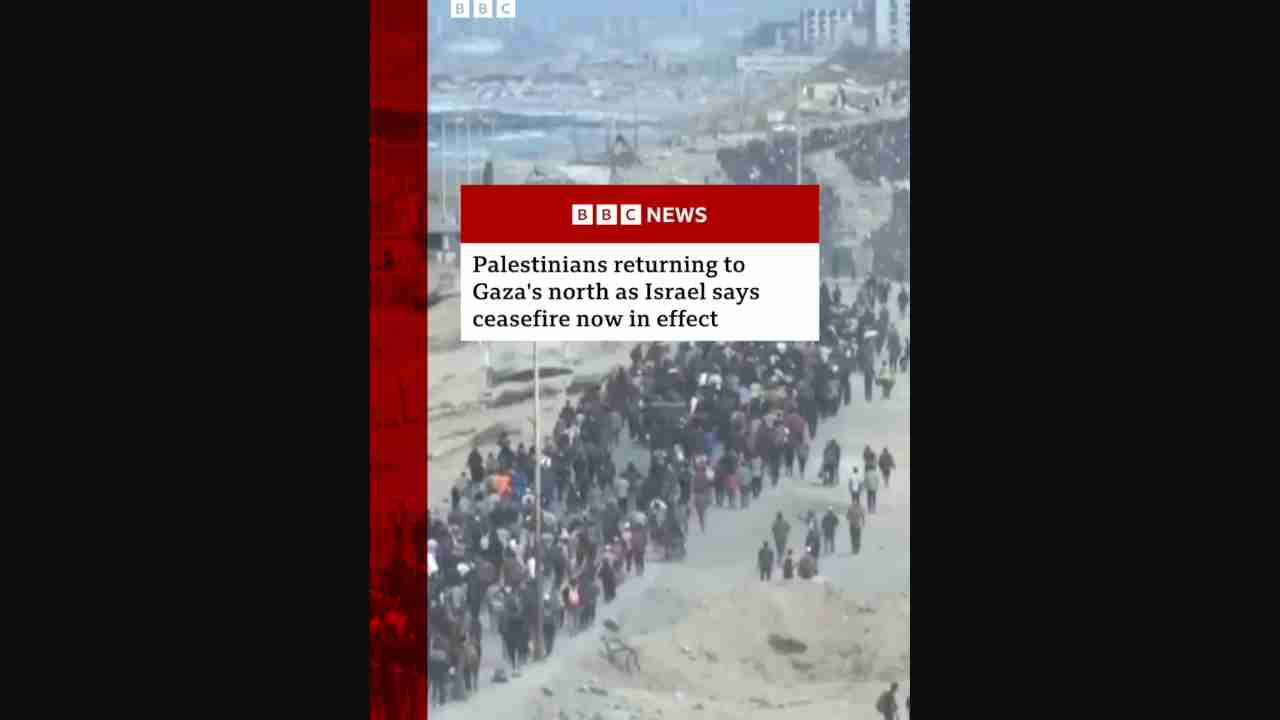 BBC
BBC NEWS
Palestinians returning to
Gaza's north as Israel says
ceasefire now in effect